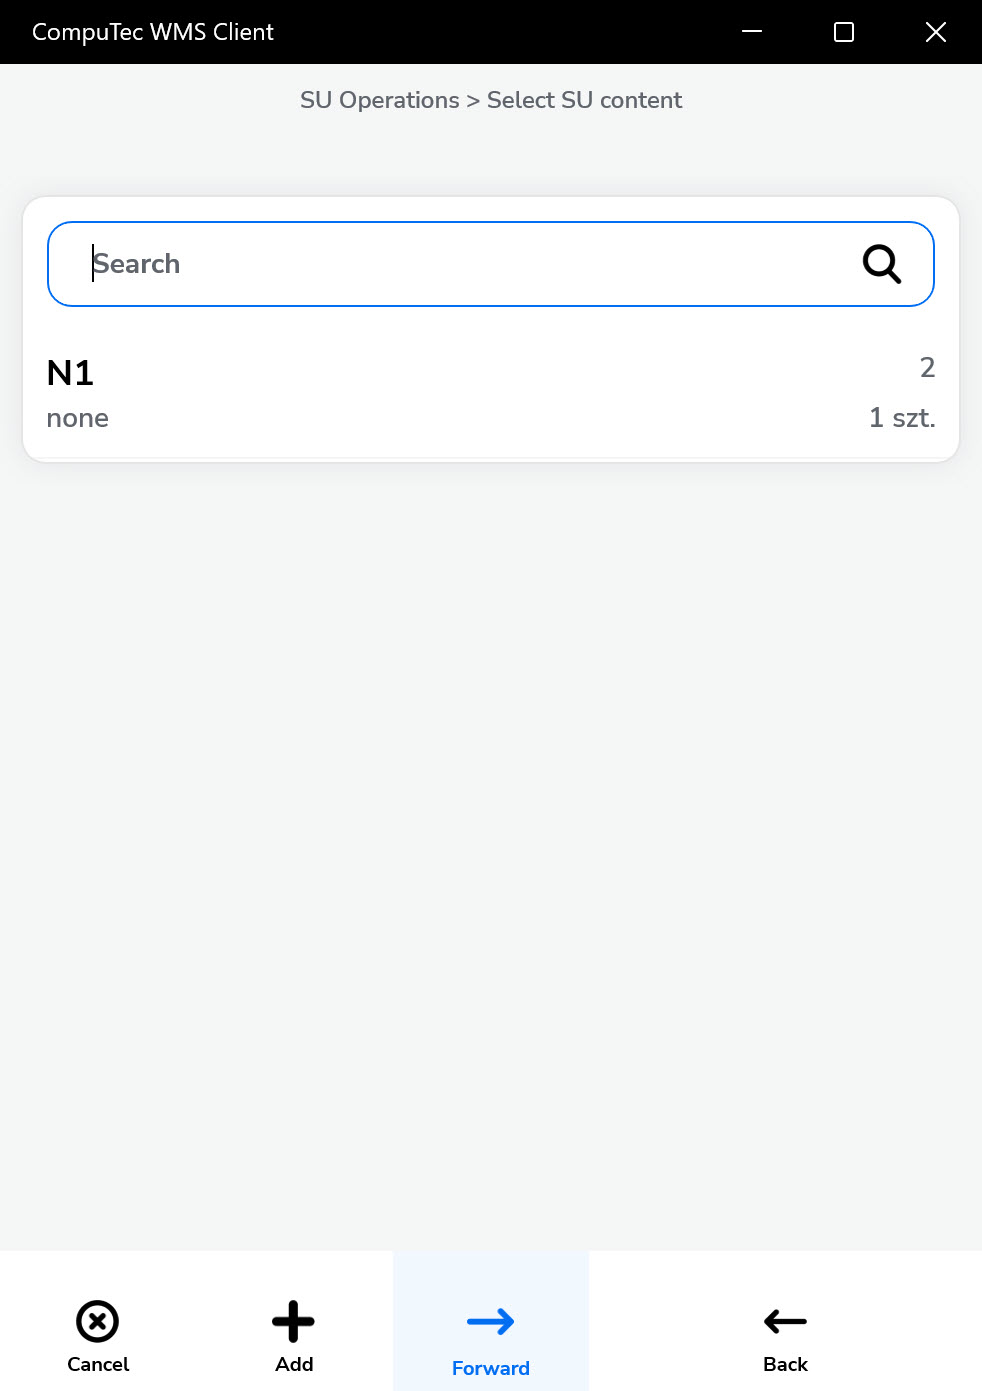 CompuTec WMS Client
SU Operations > Select SU content
Search
N1 2
none 1 szt.
Cancel Add Forward Back